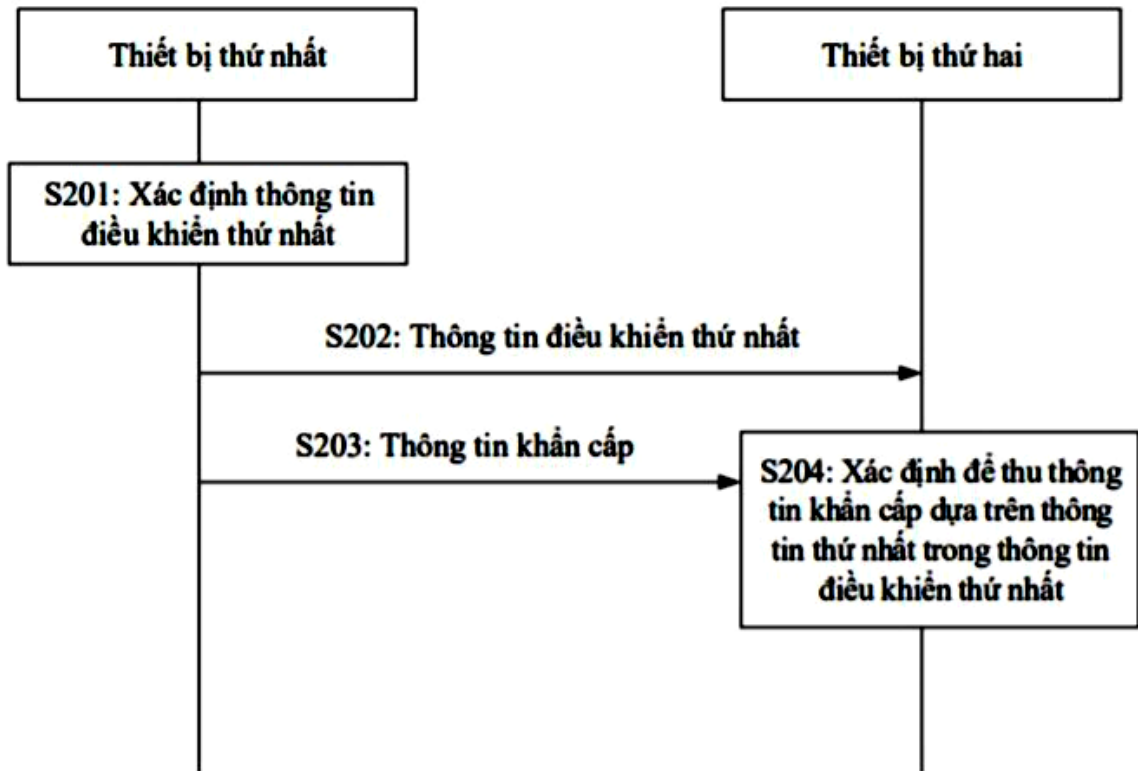 Thiết bị thứ nhất
Thiết bị thứ hai
S201: Xác định thông tin
điều khiển thứ nhất
S202: Thông tin điều khiển thứ nhất
S203: Thông tin khẩn cấp
S204: Xác định để thu thông
tin khẩn cấp dựa trên thông
tin thứ nhất trong thông tin
điều khiển thứ nhất